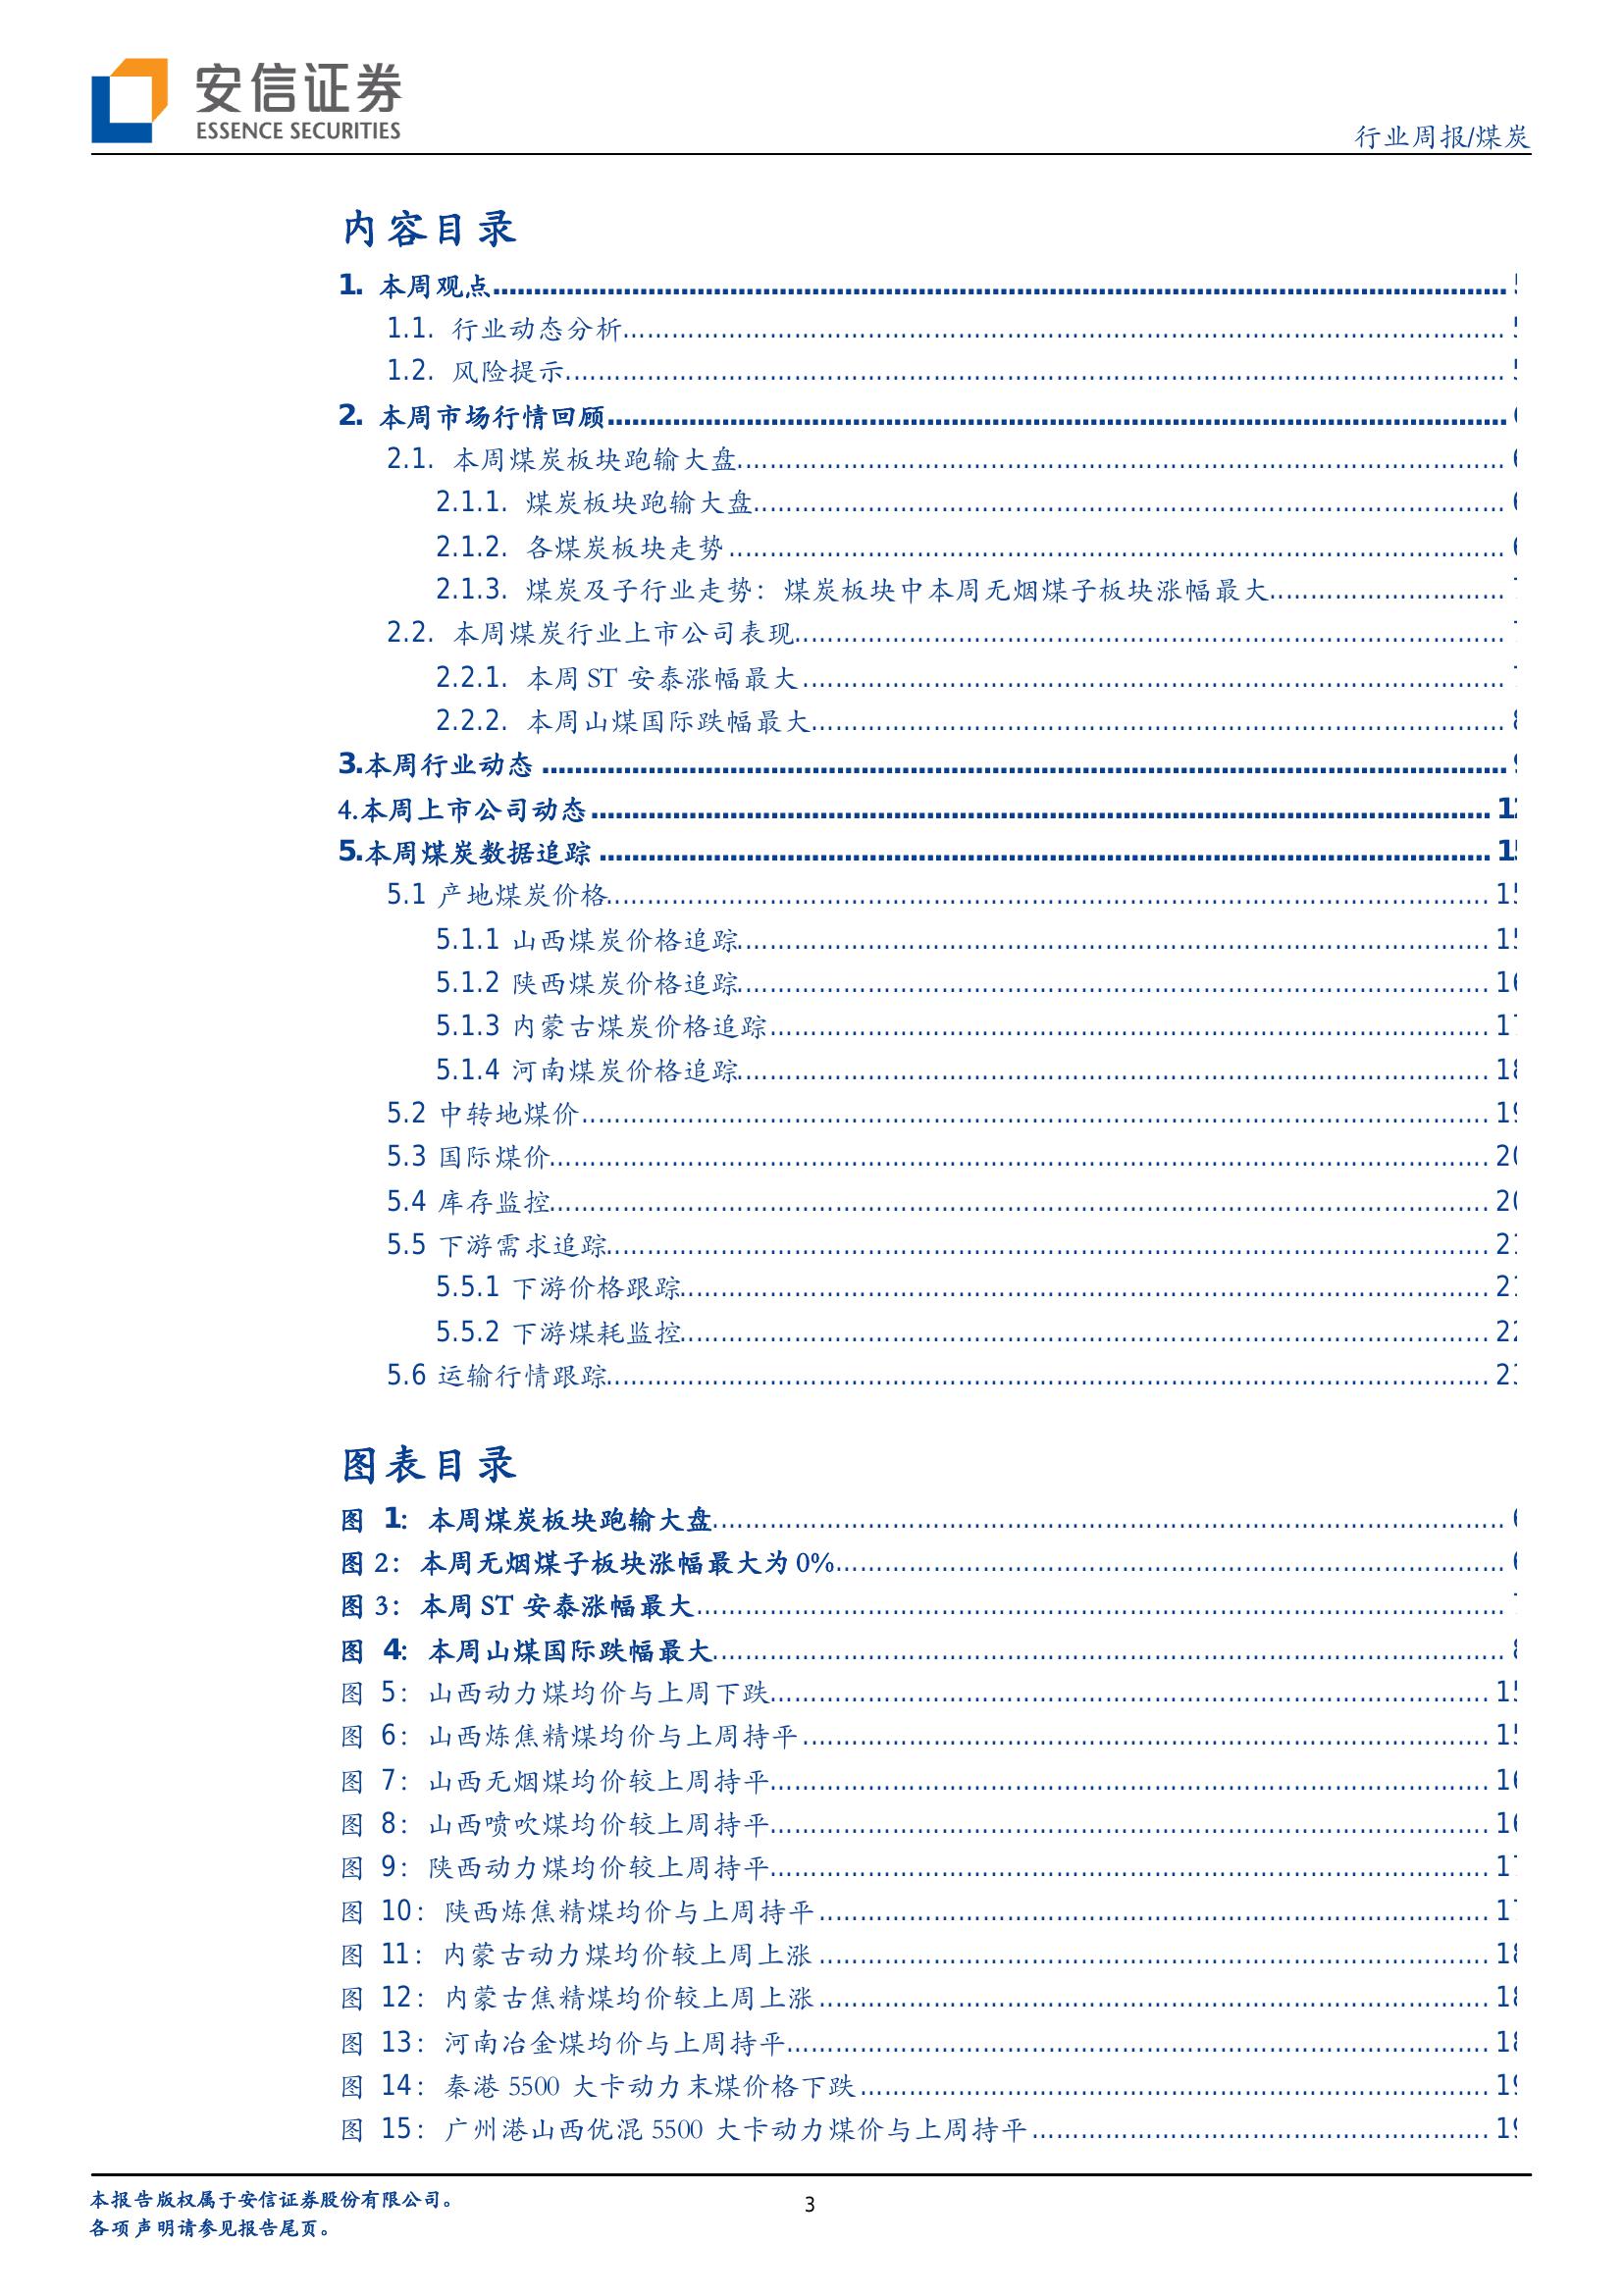 安信证券
ESSENCE SECURITIES
行业周报/煤炭
内容目录
1. 本周观点........ 5
1.1. 行业动态分析........ 5
1.2. 风险提示........ 5
2. 本周市场行情回顾........ 6
2.1. 本周煤炭板块跑输大盘........ 6
2.1.1. 煤炭板块跑输大盘........ 6
2.1.2. 各煤炭板块走势........ 6
2.1.3. 煤炭及子行业走势：煤炭板块中本周无烟煤子板块涨幅最大........ 7
2.2. 本周煤炭行业上市公司表现........ 7
2.2.1. 本周 ST 安泰涨幅最大........ 7
2.2.2. 本周山煤国际跌幅最大........ 8
3.本周行业动态........ 9
4.本周上市公司动态........ 12
5.本周煤炭数据追踪........ 15
5.1 产地煤炭价格........ 15
5.1.1 山西煤炭价格追踪........ 15
5.1.2 陕西煤炭价格追踪........ 16
5.1.3 内蒙古煤炭价格追踪........ 17
5.1.4 河南煤炭价格追踪........ 18
5.2 中转地煤价........ 19
5.3 国际煤价........ 20
5.4 库存监控........ 20
5.5 下游需求追踪........ 21
5.5.1 下游价格跟踪........ 21
5.5.2 下游煤耗监控........ 22
5.6 运输行情跟踪........ 23
图表目录
图 1：本周煤炭板块跑输大盘........ 6
图 2：本周无烟煤子板块涨幅最大为 0%........ 6
图 3：本周 ST 安泰涨幅最大........ 7
图 4：本周山煤国际跌幅最大........ 8
图 5：山西动力煤均价与上周下跌........ 15
图 6：山西炼焦精煤均价与上周持平........ 15
图 7：山西无烟煤均价较上周持平........ 16
图 8：山西喷吹煤均价较上周持平........ 16
图 9：陕西动力煤均价较上周持平........ 17
图 10：陕西炼焦精煤均价与上周持平........ 17
图 11：内蒙古动力煤均价较上周上涨........ 18
图 12：内蒙古焦精煤均价较上周上涨........ 18
图 13：河南冶金煤均价与上周持平........ 18
图 14：秦港 5500 大卡动力末煤价格下跌........ 19
图 15：广州港山西优混 5500 大卡动力煤价与上周持平........ 19
本报告版权属于安信证券股份有限公司。
各项声明请参见报告尾页。
3